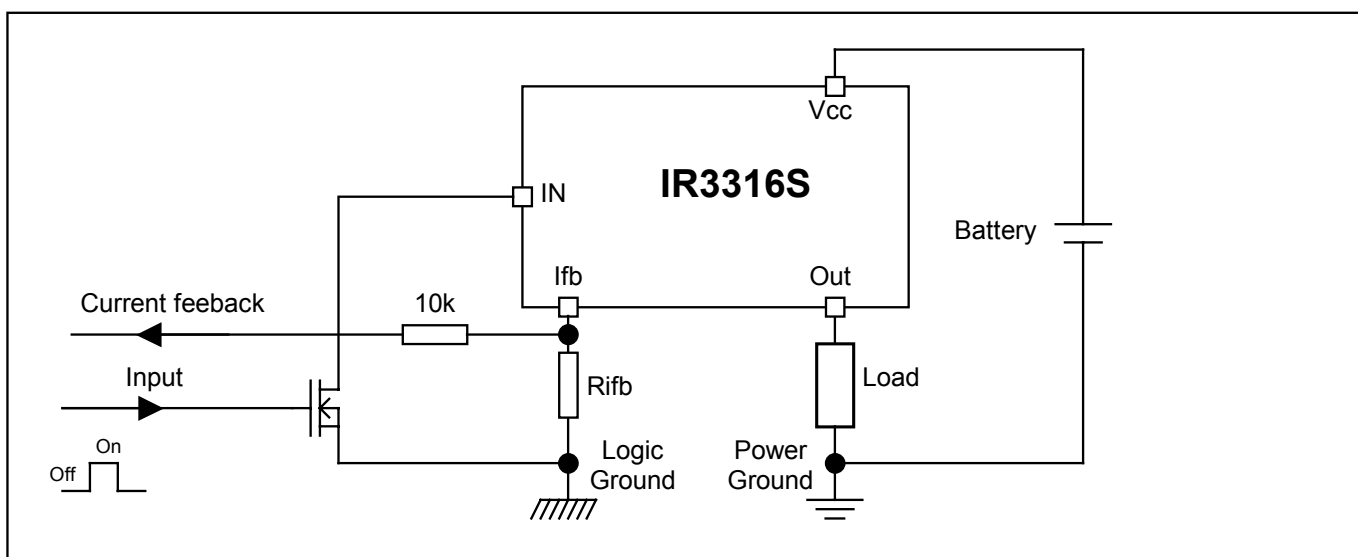 Vcc
IR3316S
IN
Battery
Ifb
Out
Current feeback
10k
Input
Rifb
Load
On
Off
Logic
Ground
Power
Ground